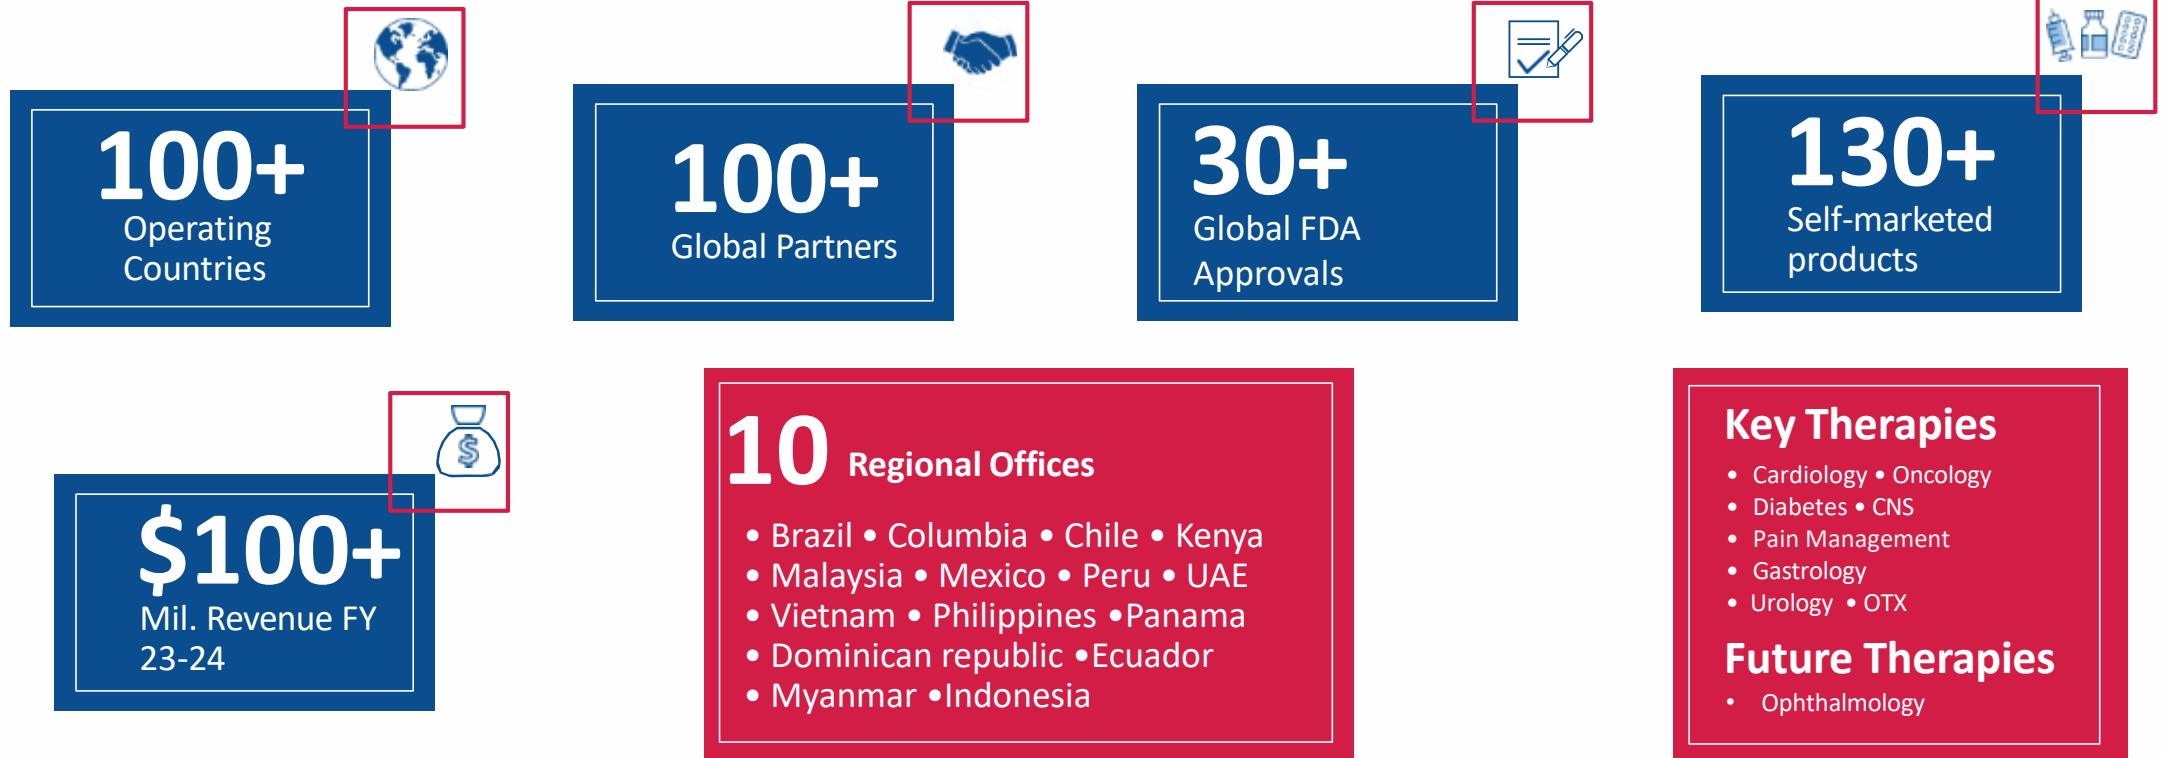 100+
Operating
Countries
100+
Global Partners
30+
Global FDA
Approvals
130+
Self-marketed
products
$100+
Mil. Revenue FY
23-24
10 Regional Offices
• Brazil • Columbia • Chile • Kenya
• Malaysia • Mexico • Peru • UAE
• Vietnam • Philippines •Panama
• Dominican republic •Ecuador
• Myanmar •Indonesia
Key Therapies
• Cardiology • Oncology
• Diabetes • CNS
• Pain Management
• Gastrology
• Urology • OTX
Future Therapies
• Ophthalmology